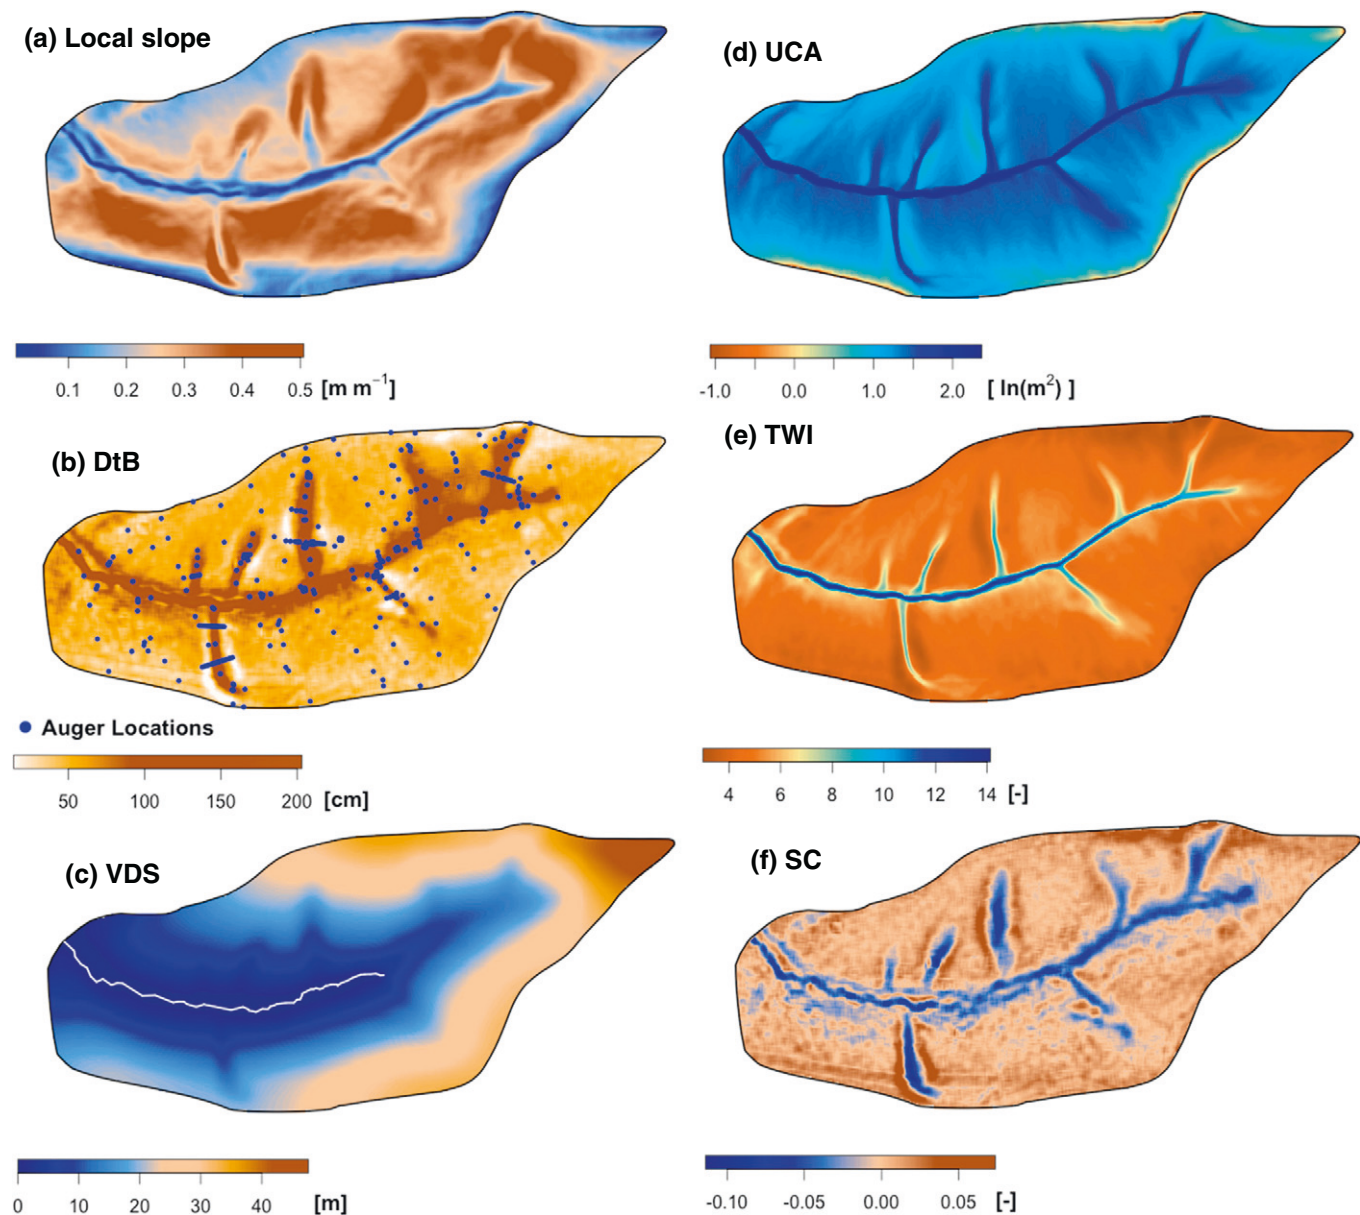 (a) Local slope
0.1 0.2 0.3 0.4 0.5 [m m⁻¹]
(b) DtB
Auger Locations
50 100 150 200 [cm]
(c) VDS
0 10 20 30 40 [m]
(d) UCA
-1.0 0.0 1.0 2.0 [ ln(m²) ]
(e) TWI
4 6 8 10 12 14 [-]
(f) SC
-0.10 -0.05 0.00 0.05 [-]